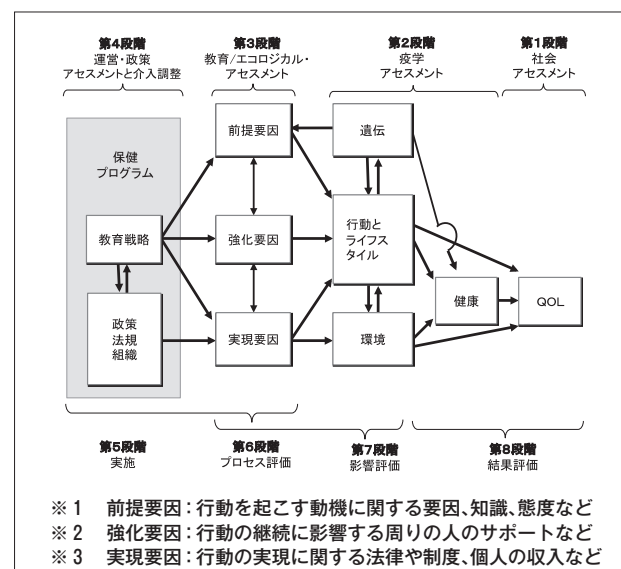 第4段階
運営・政策
アセスメントと介入調整
第3段階
教育/エコロジカル・
アセスメント
第2段階
疫学
アセスメント
第1段階
社会
アセスメント
保健
プログラム
教育戦略
政策
法規
組織
前提要因
強化要因
実現要因
遺伝
行動と
ライフス
タイル
環境
健康
QOL
第5段階
実施
第6段階
プロセス評価
第7段階
影響評価
第8段階
結果評価
※1 前提要因:行動を起こす動機に関する要因、知識、態度など
※2 強化要因:行動の継続に影響する周りの人のサポートなど
※3 実現要因:行動の実現に関する法律や制度、個人の収入など